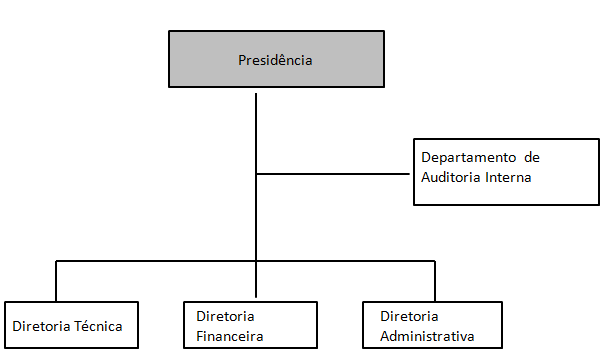 Presidência
Departamento de
Auditoria Interna
Diretoria Técnica
Diretoria
Financeira
Diretoria
Administrativa